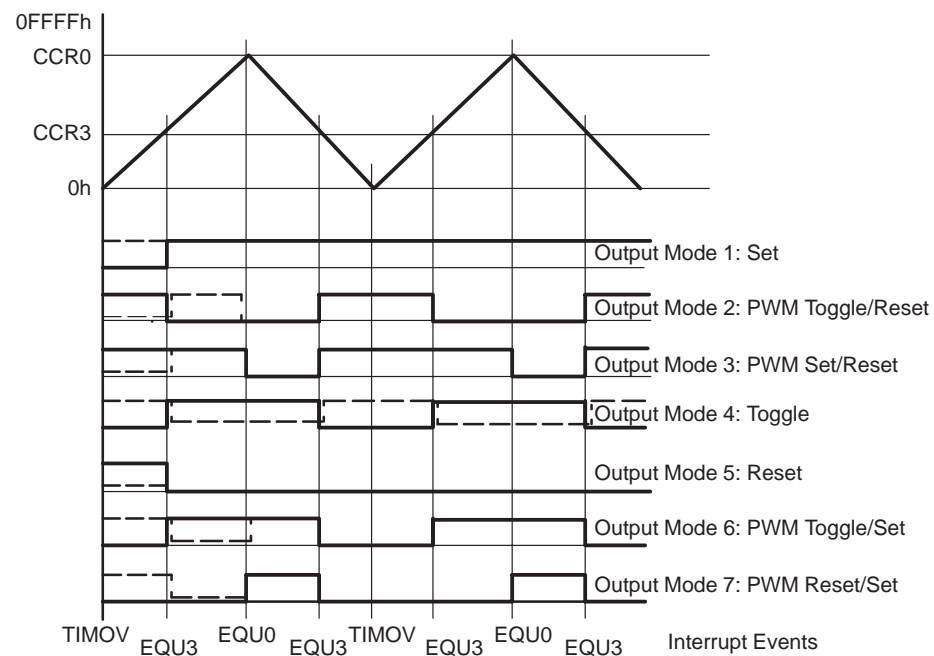 0FFFFh
CCR0
CCR3
0h
Output Mode 1: Set
Output Mode 2: PWM Toggle/Reset
Output Mode 3: PWM Set/Reset
Output Mode 4: Toggle
Output Mode 5: Reset
Output Mode 6: PWM Toggle/Set
Output Mode 7: PWM Reset/Set
TIMOV EQU3 EQU0 EQU3 TIMOV EQU3 EQU0 EQU3 Interrupt Events